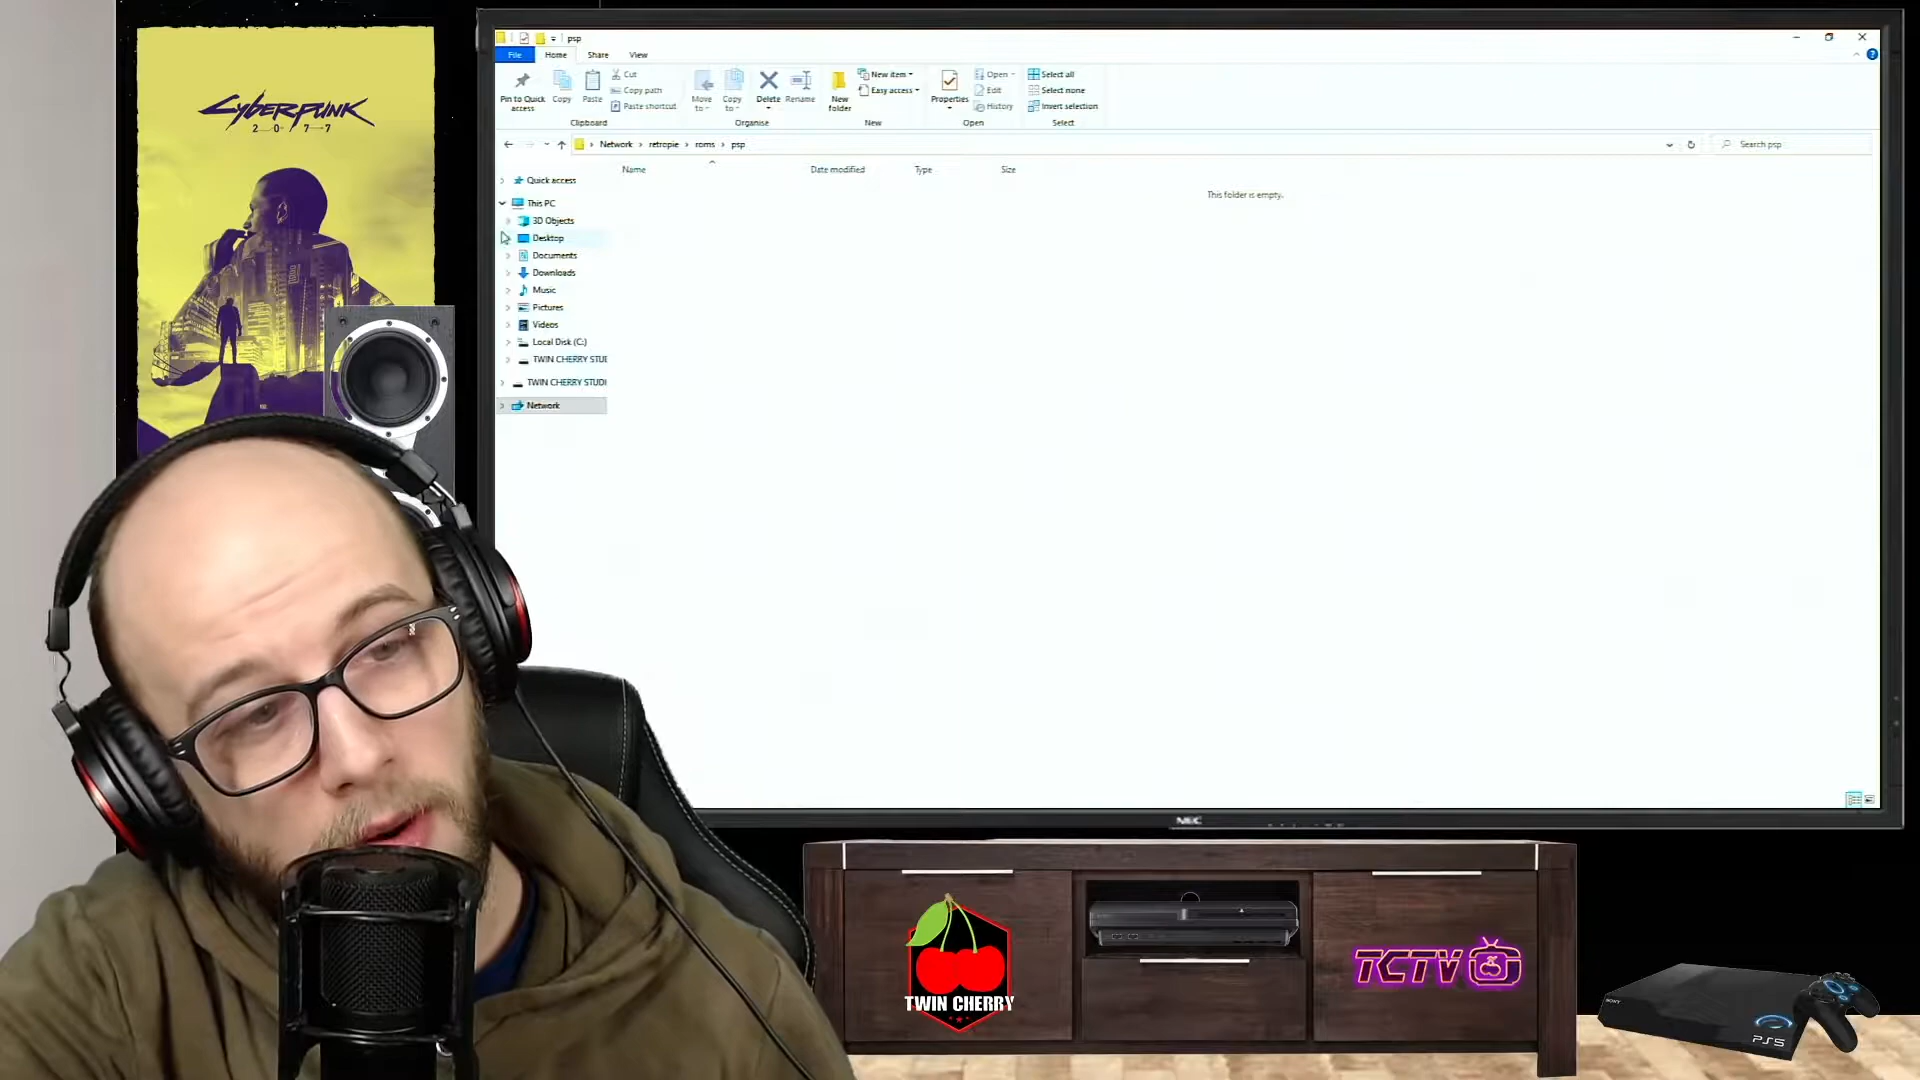 CYBERPUNK
2077
psp
File Home Share View
Pin to Quick access
Copy
Paste
Cut
Copy path
Paste shortcut
Clipboard
Move to
Copy to
Delete
Rename
Organise
New folder
New item
Easy access
New
Properties
Open
Edit
History
Open
Select all
Select none
Invert selection
Select
Network > retropie > roms > psp
Search psp
Name Date modified Type Size
This folder is empty.
Quick access
This PC
3D Objects
Desktop
Documents
Downloads
Music
Pictures
Videos
Local Disk (C:)
TWIN CHERRY STUI
TWIN CHERRY STUDI
Network
NEC
TWIN CHERRY
TCTV
SONY
PS5